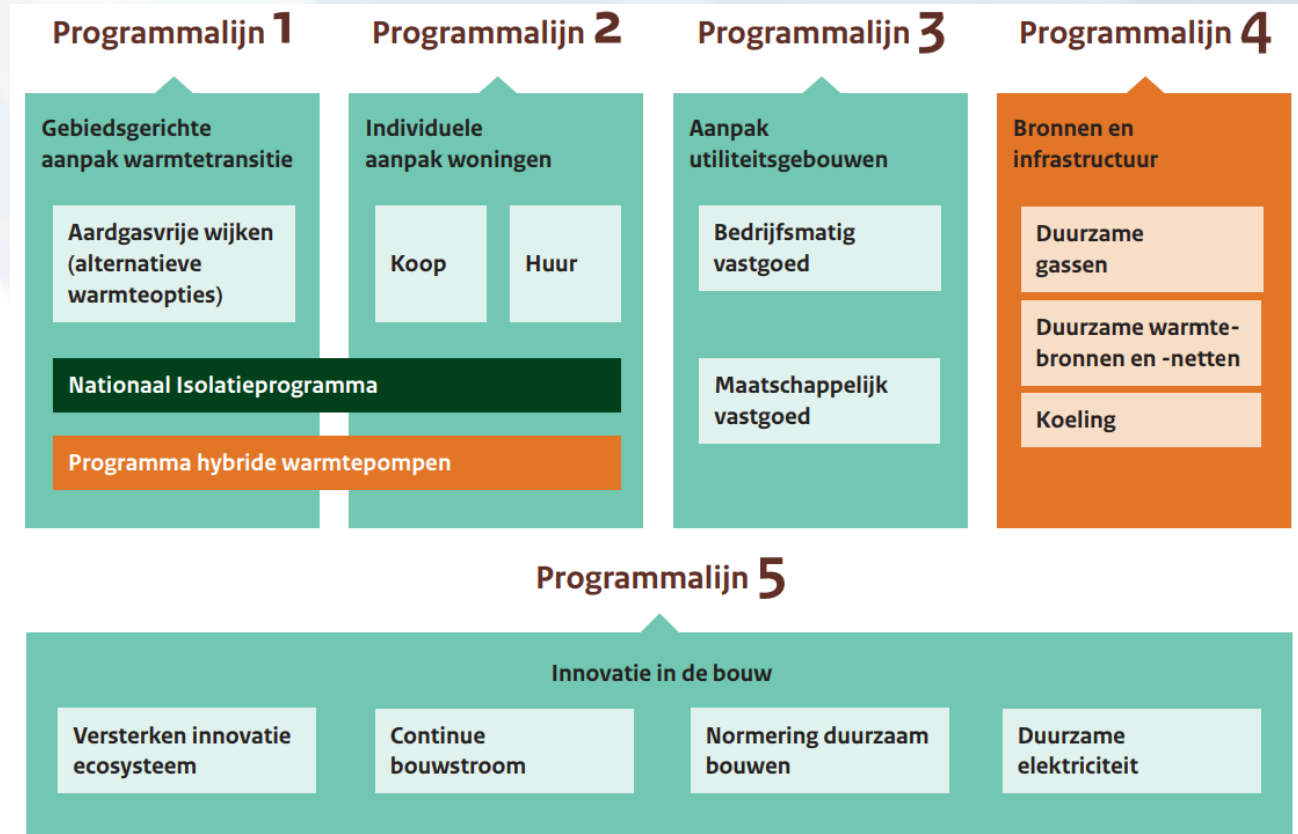 Programmalijn 1
Programmalijn 2
Programmalijn 3
Programmalijn 4
Gebiedsgerichte
aanpak warmtetransitie
Aardgasvrije wijken
(alternatieve
warmteopties)
Individuele
aanpak woningen
Koop
Huur
Nationaal Isolatieprogramma
Programma hybride warmtepompen
Aanpak
utiliteitsgebouwen
Bedrijfsmatig
vastgoed
Maatschappelijk
vastgoed
Bronnen en
infrastructuur
Duurzame
gassen
Duurzame warmte-
bronnen en -netten
Koeling
Programmalijn 5
Innovatie in de bouw
Versterken innovatie
ecosysteem
Continue
bouwstroom
Normering duurzaam
bouwen
Duurzame
elektriciteit